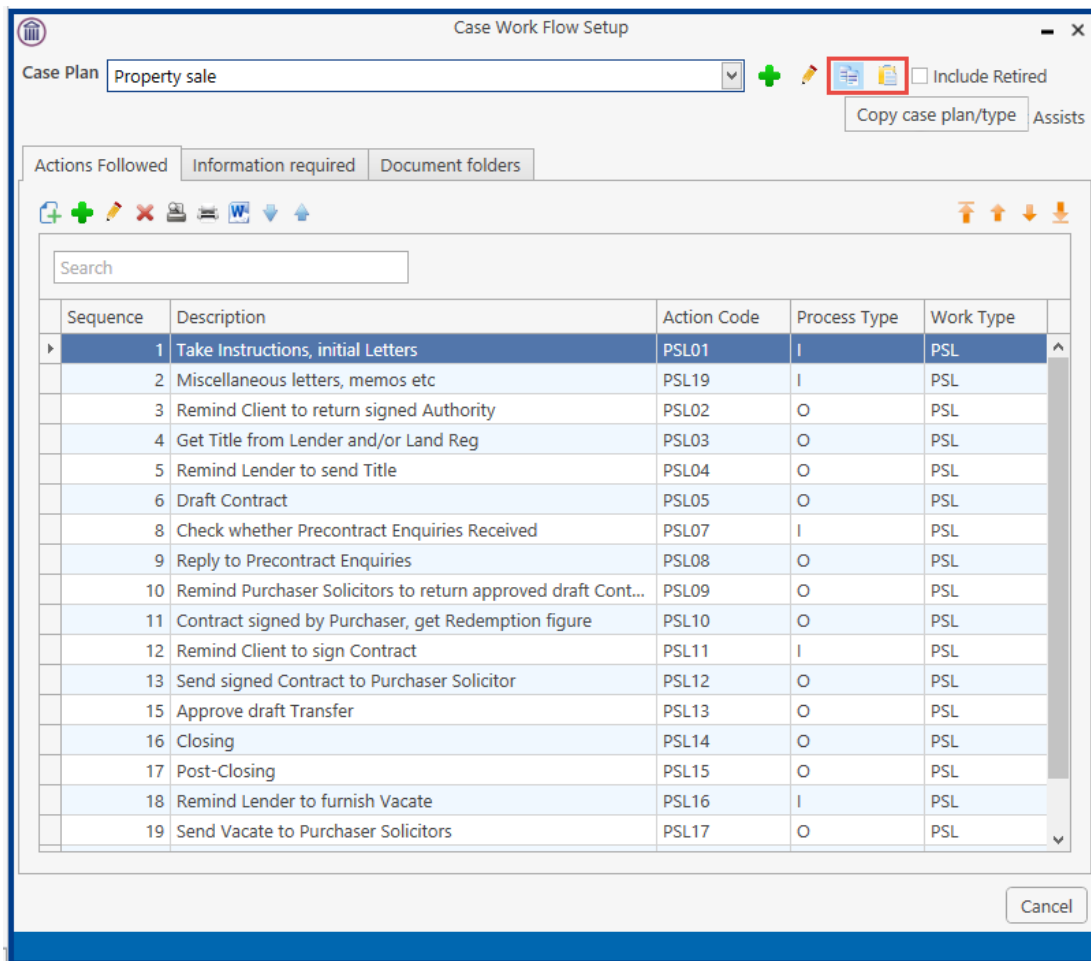 Case Work Flow Setup
Case Plan Property sale Include Retired
Copy case plan/type Assists
Actions Followed Information required Document folders
Search
Sequence Description Action Code Process Type Work Type
1 Take Instructions, initial Letters PSL01 I PSL
2 Miscellaneous letters, memos etc PSL19 I PSL
3 Remind Client to return signed Authority PSL02 O PSL
4 Get Title from Lender and/or Land Reg PSL03 O PSL
5 Remind Lender to send Title PSL04 O PSL
6 Draft Contract PSL05 O PSL
8 Check whether Precontract Enquiries Received PSL07 I PSL
9 Reply to Precontract Enquiries PSL08 O PSL
10 Remind Purchaser Solicitors to return approved draft Cont... PSL09 O PSL
11 Contract signed by Purchaser, get Redemption figure PSL10 O PSL
12 Remind Client to sign Contract PSL11 I PSL
13 Send signed Contract to Purchaser Solicitor PSL12 O PSL
15 Approve draft Transfer PSL13 O PSL
16 Closing PSL14 O PSL
17 Post-Closing PSL15 O PSL
18 Remind Lender to furnish Vacate PSL16 I PSL
19 Send Vacate to Purchaser Solicitors PSL17 O PSL
Cancel